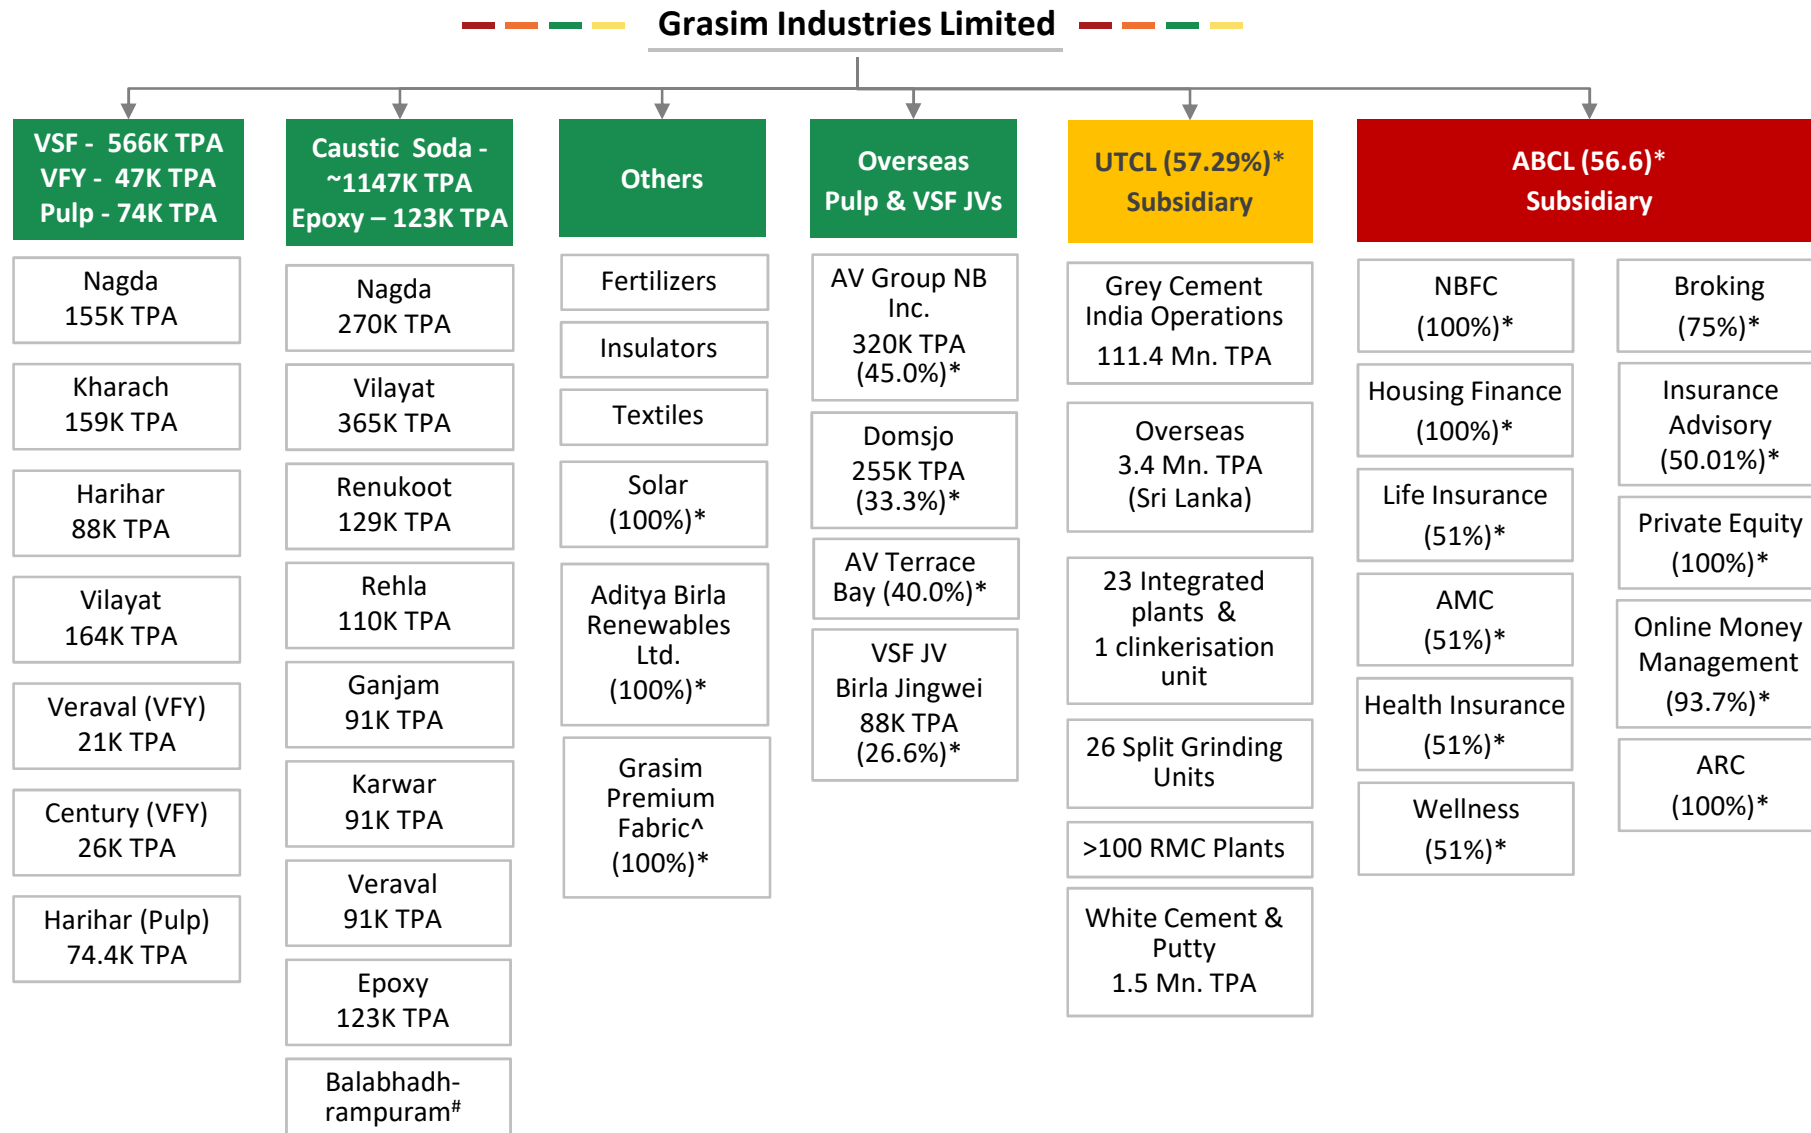 Grasim Industries Limited
VSF - 566K TPA
VFY - 47K TPA
Pulp - 74K TPA
Nagda
155K TPA
Kharach
159K TPA
Harihar
88K TPA
Vilayat
164K TPA
Veraval (VFY)
21K TPA
Century (VFY)
26K TPA
Harihar (Pulp)
74.4K TPA
Caustic Soda -
~1147K TPA
Epoxy – 123K TPA
Nagda
270K TPA
Vilayat
365K TPA
Renukoot
129K TPA
Rehla
110K TPA
Ganjam
91K TPA
Karwar
91K TPA
Veraval
91K TPA
Epoxy
123K TPA
Balabhadh-
rampuram#
Others
Fertilizers
Insulators
Textiles
Solar
(100%)*
Aditya Birla
Renewables
Ltd.
(100%)*
Grasim
Premium
Fabric^
(100%)*
Overseas
Pulp & VSF JVs
AV Group NB
Inc.
320K TPA
(45.0%)*
Domsjo
255K TPA
(33.3%)*
AV Terrace
Bay (40.0%)*
VSF JV
Birla Jingwei
88K TPA
(26.6%)*
UTCL (57.29%)*
Subsidiary
Grey Cement
India Operations
111.4 Mn. TPA
Overseas
3.4 Mn. TPA
(Sri Lanka)
23 Integrated
plants &
1 clinkerisation
unit
26 Split Grinding
Units
>100 RMC Plants
White Cement &
Putty
1.5 Mn. TPA
ABCL (56.6)*
Subsidiary
NBFC
(100%)*
Housing Finance
(100%)*
Life Insurance
(51%)*
AMC
(51%)*
Health Insurance
(51%)*
Wellness
(51%)*
Broking
(75%)*
Insurance
Advisory
(50.01%)*
Private Equity
(100%)*
Online Money
Management
(93.7%)*
ARC
(100%)*